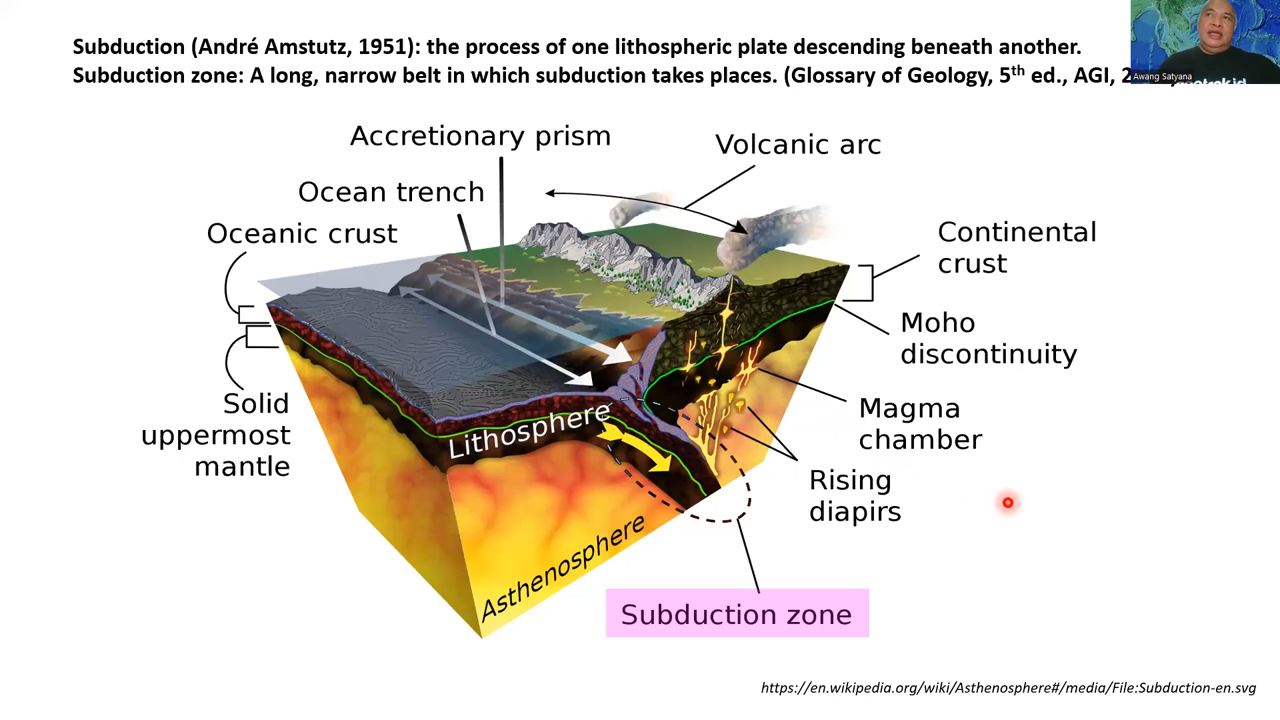 Subduction (André Amstutz, 1951): the process of one lithospheric plate descending beneath another.
Subduction zone: A long, narrow belt in which subduction takes places. (Glossary of Geology, 5th ed., AGI,
Awang Satyana
Accretionary prism
Volcanic arc
Ocean trench
Oceanic crust
Continental
crust
Moho
discontinuity
Solid
uppermost
mantle
Lithosphere
Magma
chamber
Rising
diapirs
Asthenosphere
Subduction zone
https://en.wikipedia.org/wiki/Asthenosphere#/media/File:Subduction-en.svg